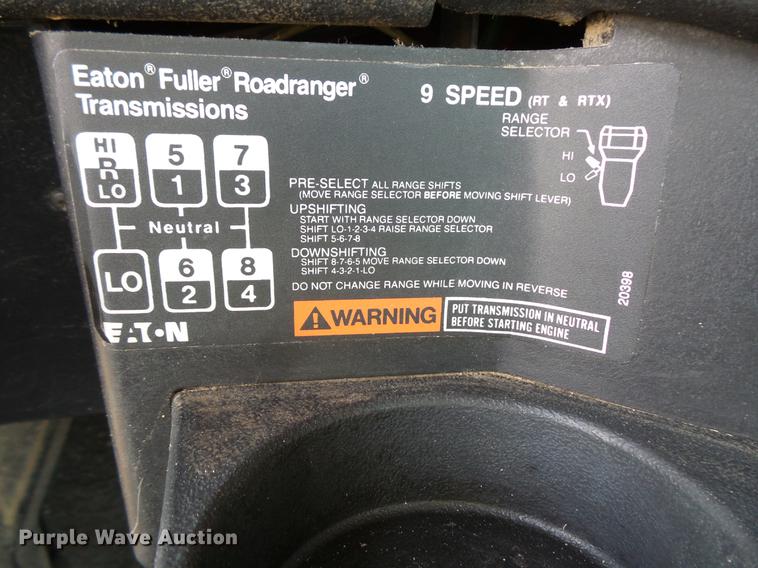 Eaton® Fuller® Roadranger®
Transmissions
9 SPEED (RT & RTX)
RANGE
SELECTOR
HI
LO
HI
R
LO
5
1
7
3
Neutral
LO
6
2
8
4
PRE-SELECT ALL RANGE SHIFTS
(MOVE RANGE SELECTOR BEFORE MOVING SHIFT LEVER)
UPSHIFTING
START WITH RANGE SELECTOR DOWN
SHIFT LO-1-2-3-4 RAISE RANGE SELECTOR
SHIFT 5-6-7-8
DOWNSHIFTING
SHIFT 8-7-6-5 MOVE RANGE SELECTOR DOWN
SHIFT 4-3-2-1-LO
DO NOT CHANGE RANGE WHILE MOVING IN REVERSE
WARNING
PUT TRANSMISSION IN NEUTRAL
BEFORE STARTING ENGINE
20398
EATON
Purple Wave Auction